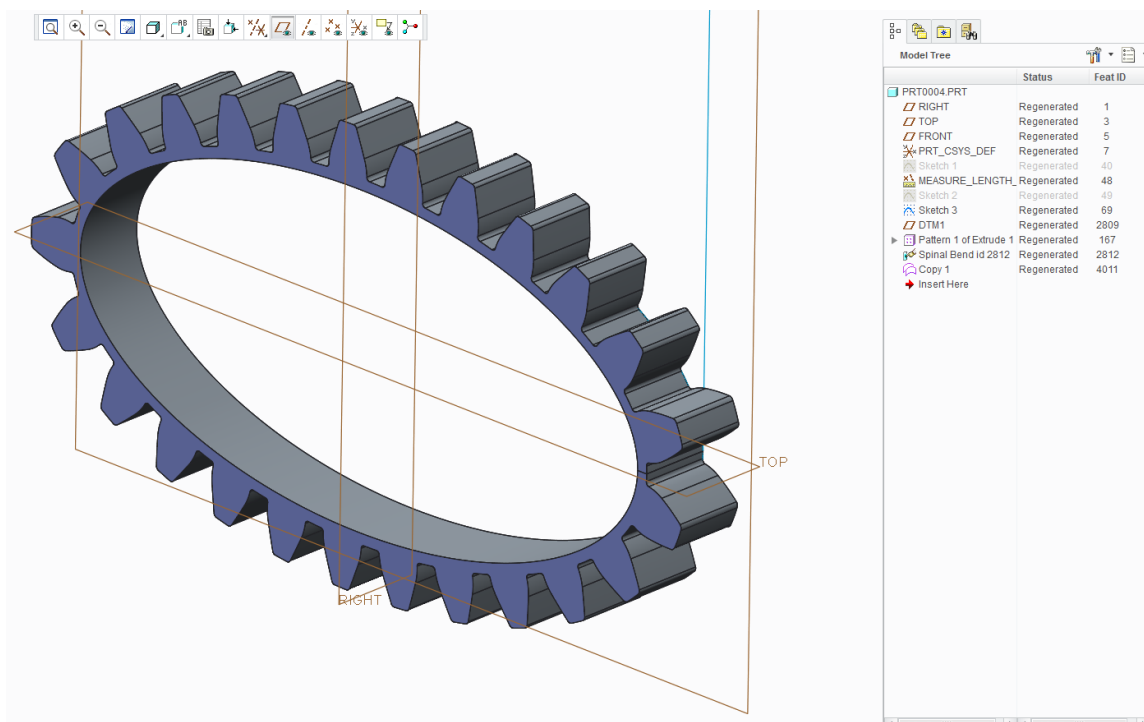 AB
Model Tree
Status Feat ID
PRT0004.PRT
RIGHT Regenerated 1
TOP Regenerated 3
FRONT Regenerated 5
PRT_CSYS_DEF Regenerated 7
Sketch 1 Regenerated 40
MEASURE_LENGTH_ Regenerated 48
Sketch 2 Regenerated 49
Sketch 3 Regenerated 69
DTM1 Regenerated 2809
Pattern 1 of Extrude 1 Regenerated 167
Spinal Bend id 2812 Regenerated 2812
Copy 1 Regenerated 4011
Insert Here
TOP
RIGHT